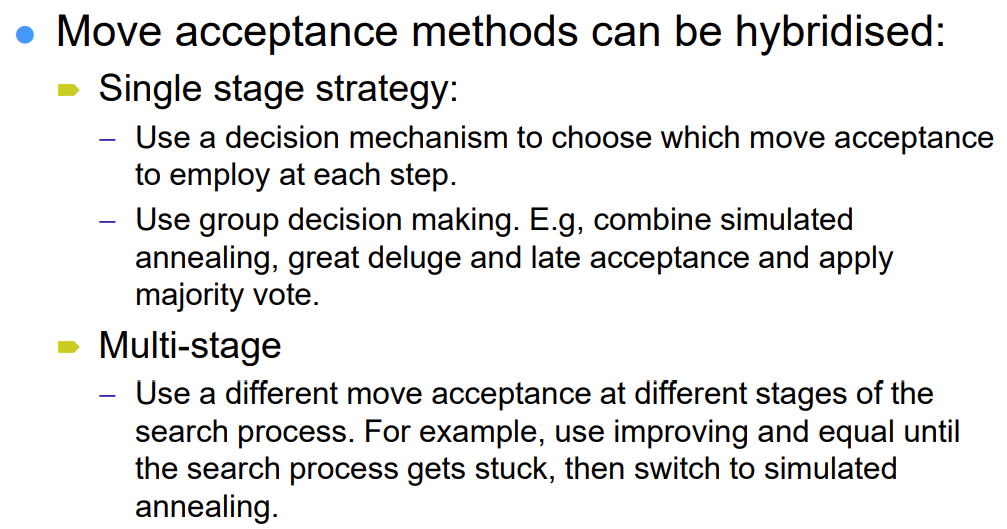 Move acceptance methods can be hybridised:
Single stage strategy:
– Use a decision mechanism to choose which move acceptance
to employ at each step.
– Use group decision making. E.g, combine simulated
annealing, great deluge and late acceptance and apply
majority vote.
Multi-stage
– Use a different move acceptance at different stages of the
search process. For example, use improving and equal until
the search process gets stuck, then switch to simulated
annealing.